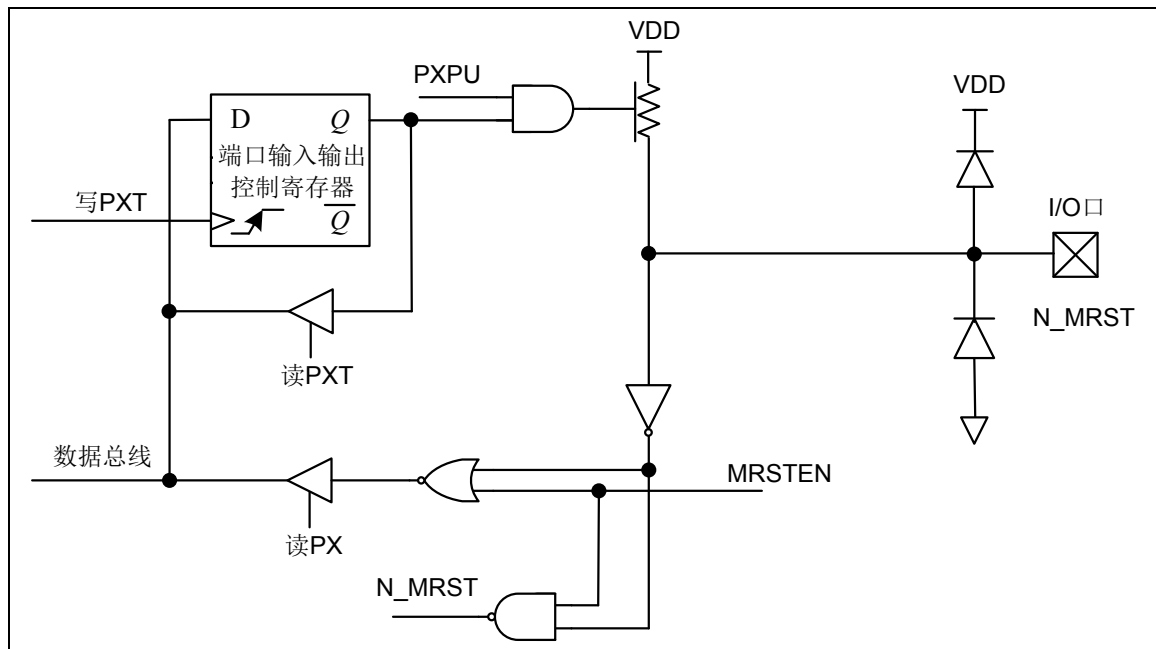 VDD
PXPU
VDD
D Q
端口输入输出
控制寄存器
Q
写PXT
I/O口
N_MRST
读PXT
数据总线
MRSTEN
读PX
N_MRST